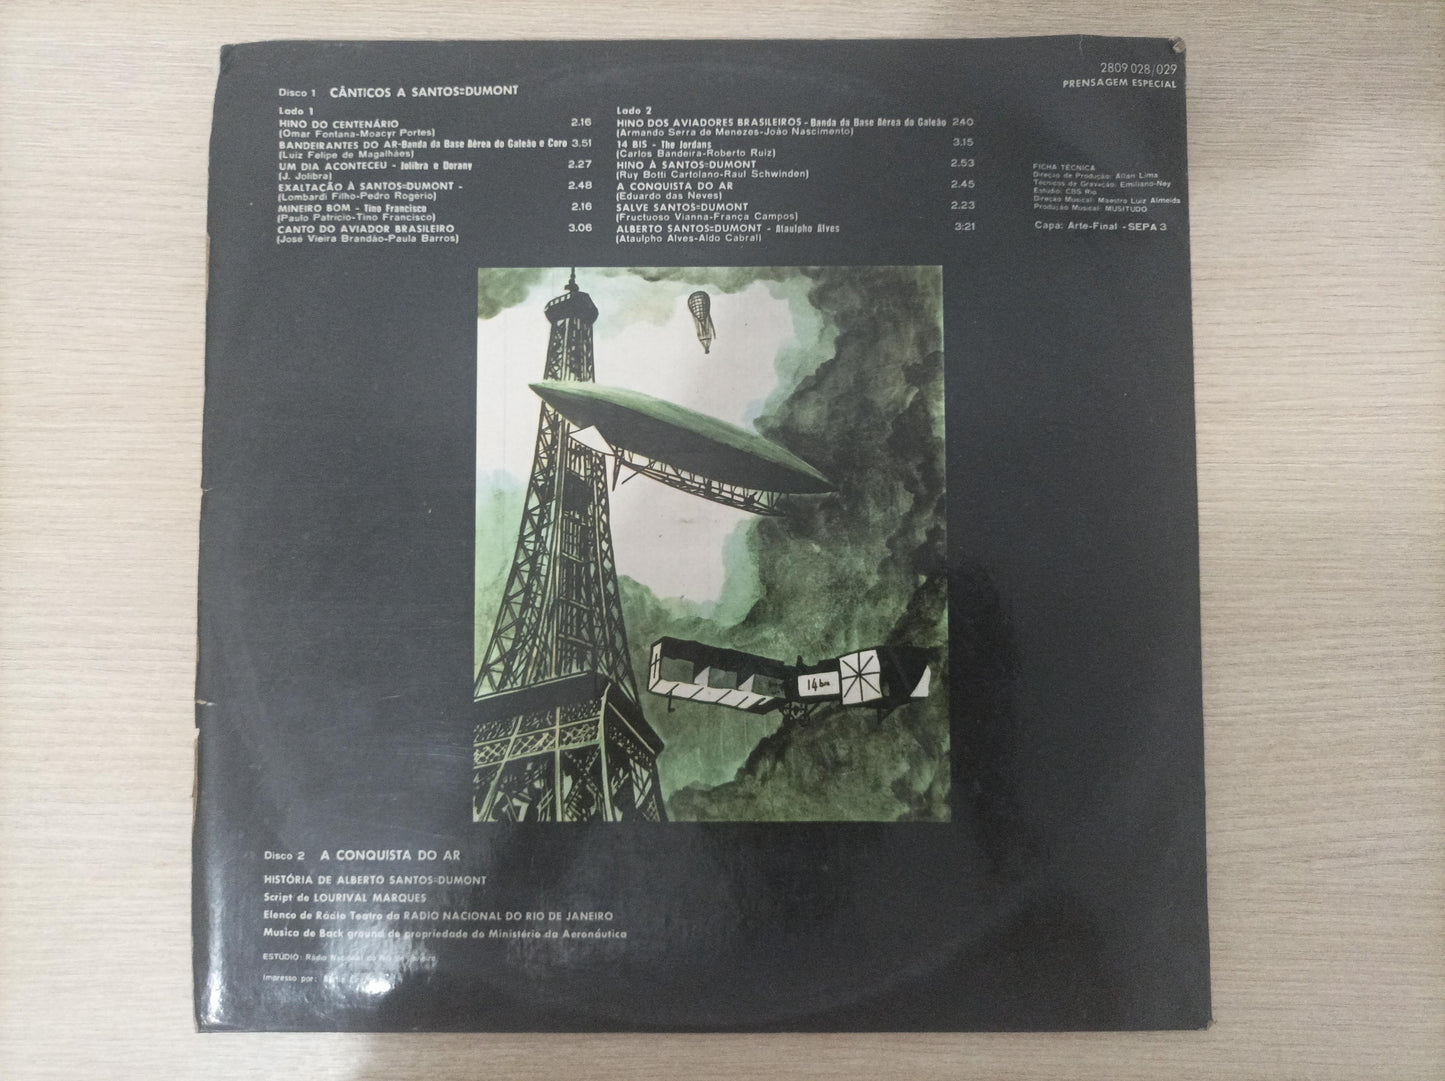 2809 028/029
PRENSAGEM ESPECIAL
Disco 1 CÂNTICOS A SANTOS=DUMONT
Lado 1
HINO DO CENTENÁRIO 2.16
(Omar Fontana-Moacyr Portes)
BANDEIRANTES DO AR-Banda da Base Aérea do Galeão e Coro 3.51
(Luiz Felipe de Magalhães)
UM DIA ACONTECEU - Jolibra e Dorany 2.27
(J. Jolibra)
EXALTAÇÃO À SANTOS=DUMONT - 2.48
(Lombardi Filho-Pedro Rogerio)
MINEIRO BOM - Tino Francisco 2.16
(Paulo Patricio-Tino Francisco)
CANTO DO AVIADOR BRASILEIRO 3.06
(José Vieira Brandão-Paula Barros)
Lado 2
HINO DOS AVIADORES BRASILEIROS - Banda da Base Aérea do Galeão 2.40
(Armando Serra de Menezes-João Nascimento)
14 BIS - The Jordans 3.15
(Carlos Bandeira-Roberto Ruiz)
HINO À SANTOS=DUMONT 2.53
(Ruy Botti Cartolano-Raul Schwinden)
A CONQUISTA DO AR 2.45
(Eduardo das Neves)
SALVE SANTOS=DUMONT 2.23
(Fructuoso Vianna-França Campos)
ALBERTO SANTOS=DUMONT - Ataulpho Alves 3:21
(Ataulpho Alves-Aldo Cabral)
FICHA TÉCNICA
Direção de Produção: Allan Lima
Técnicos de Gravação: Emiliano-Ney
Estúdio: CBS Rio
Direção Musical: Maestro Luiz Almeida
Produção Musical: MUSITUDO
Capa: Arte-Final - SEPA 3
14 bis
Disco 2 A CONQUISTA DO AR
HISTÓRIA DE ALBERTO SANTOS=DUMONT
Script de LOURIVAL MARQUES
Elenco de Rádio Teatro da RADIO NACIONAL DO RIO DE JANEIRO
Musica de Back ground de propriedade do Ministério da Aeronáutica
ESTÚDIO: Rádio Nacional do Rio de Janeiro
Impresso por: